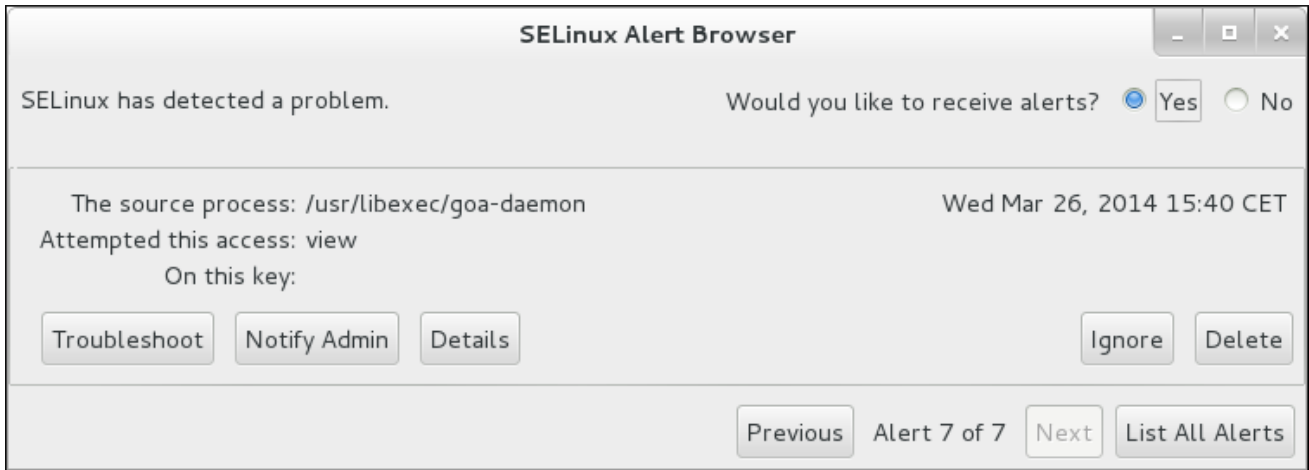 SELinux Alert Browser
SELinux has detected a problem. Would you like to receive alerts? Yes No
The source process: /usr/libexec/goa-daemon Wed Mar 26, 2014 15:40 CET
Attempted this access: view
On this key:
Troubleshoot Notify Admin Details Ignore Delete
Previous Alert 7 of 7 Next List All Alerts